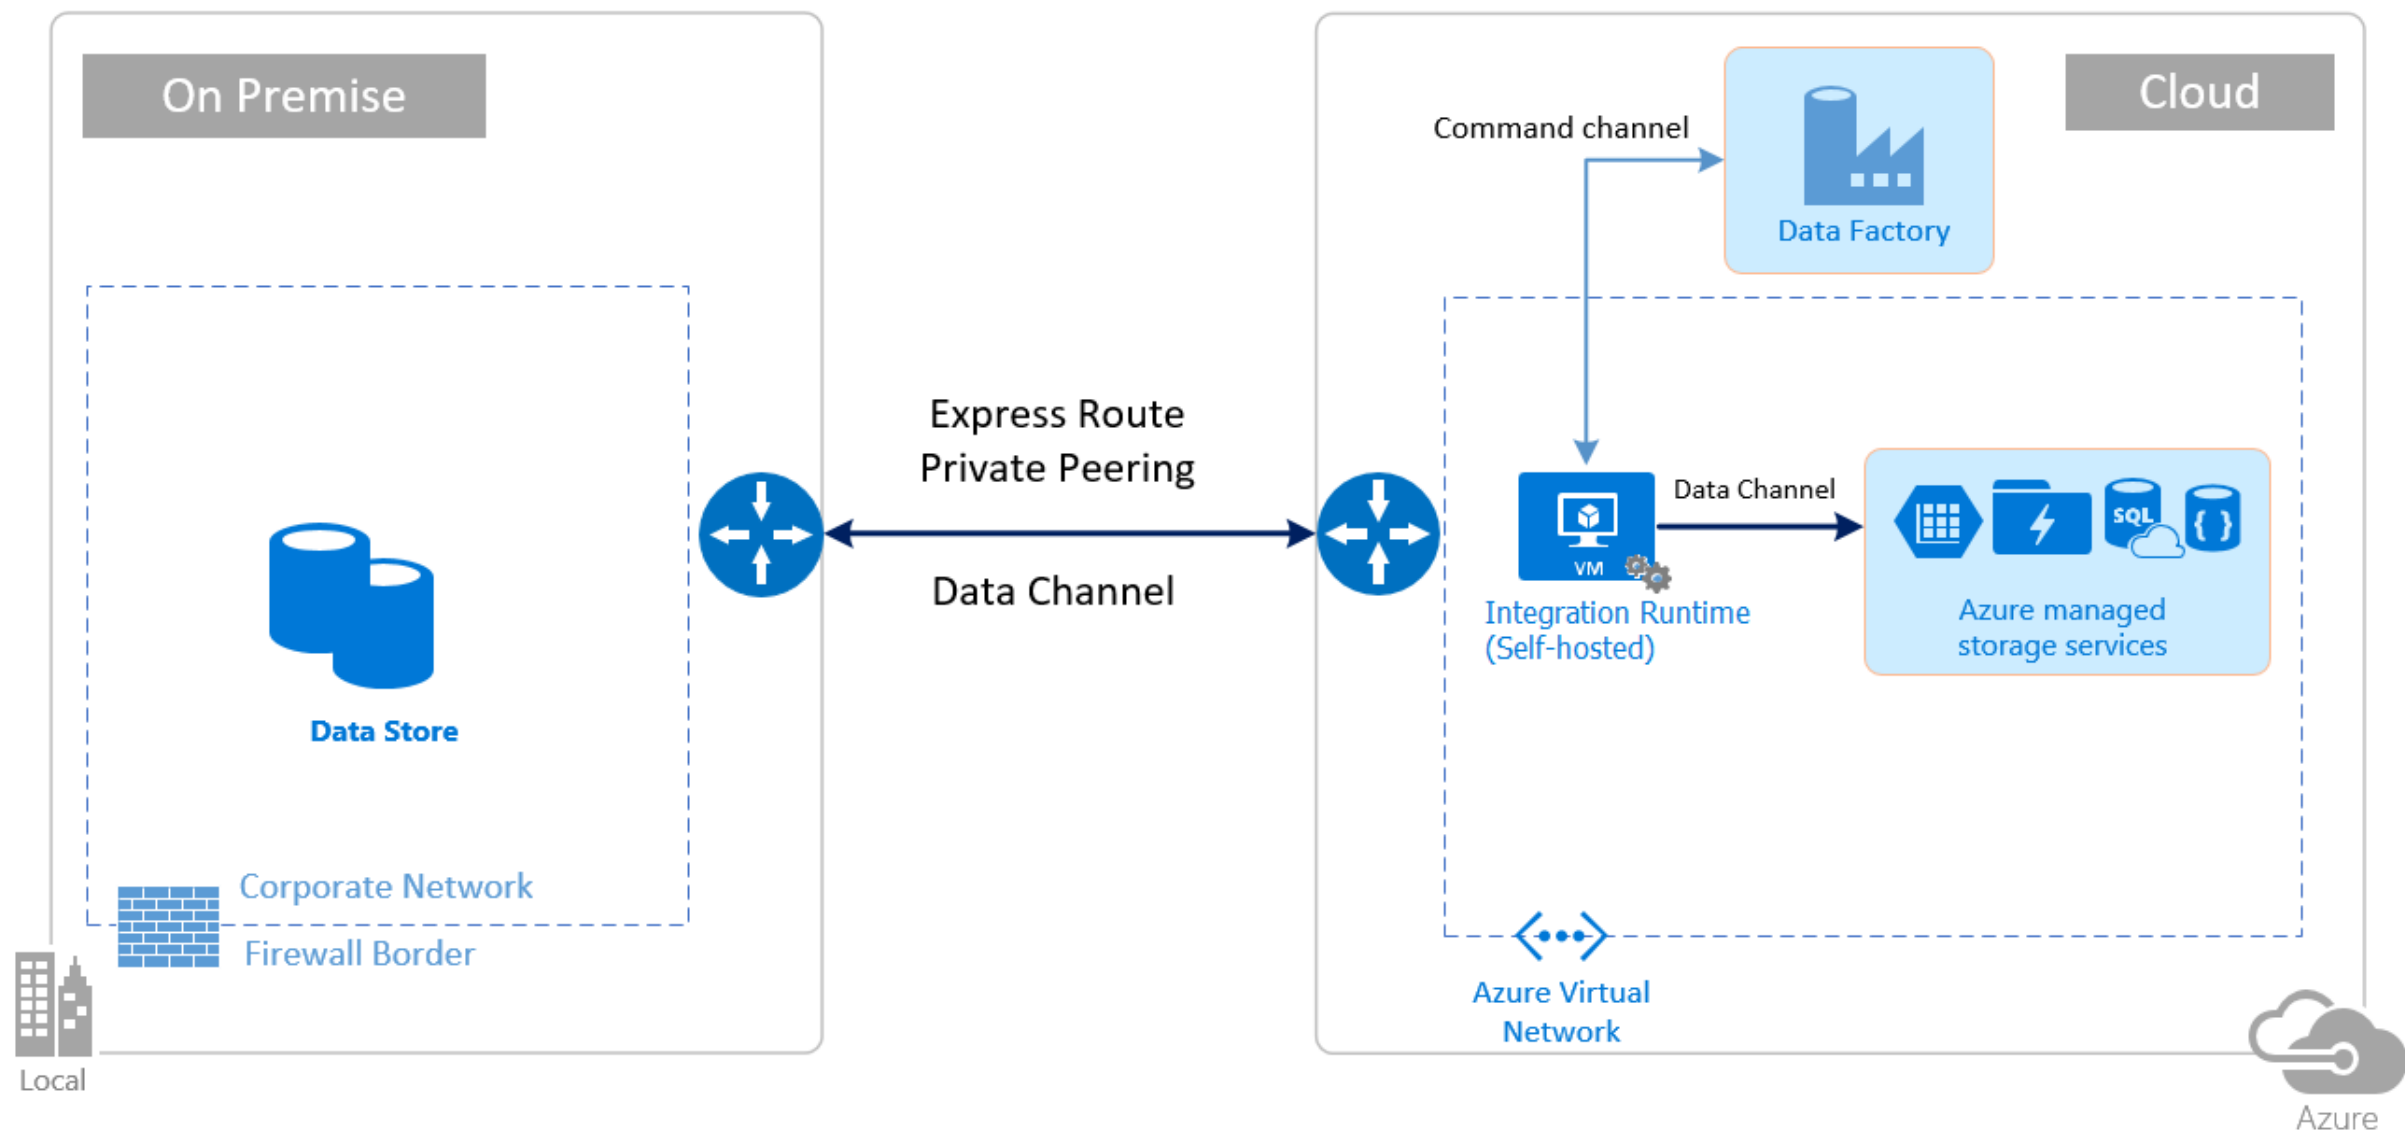 On Premise
Cloud
Command channel
Data Factory
Express Route
Private Peering
Data Channel
Data Channel
SQL
{ }
VM
Integration Runtime
(Self-hosted)
Azure managed
storage services
Data Store
Corporate Network
Firewall Border
Azure Virtual
Network
Local
Azure